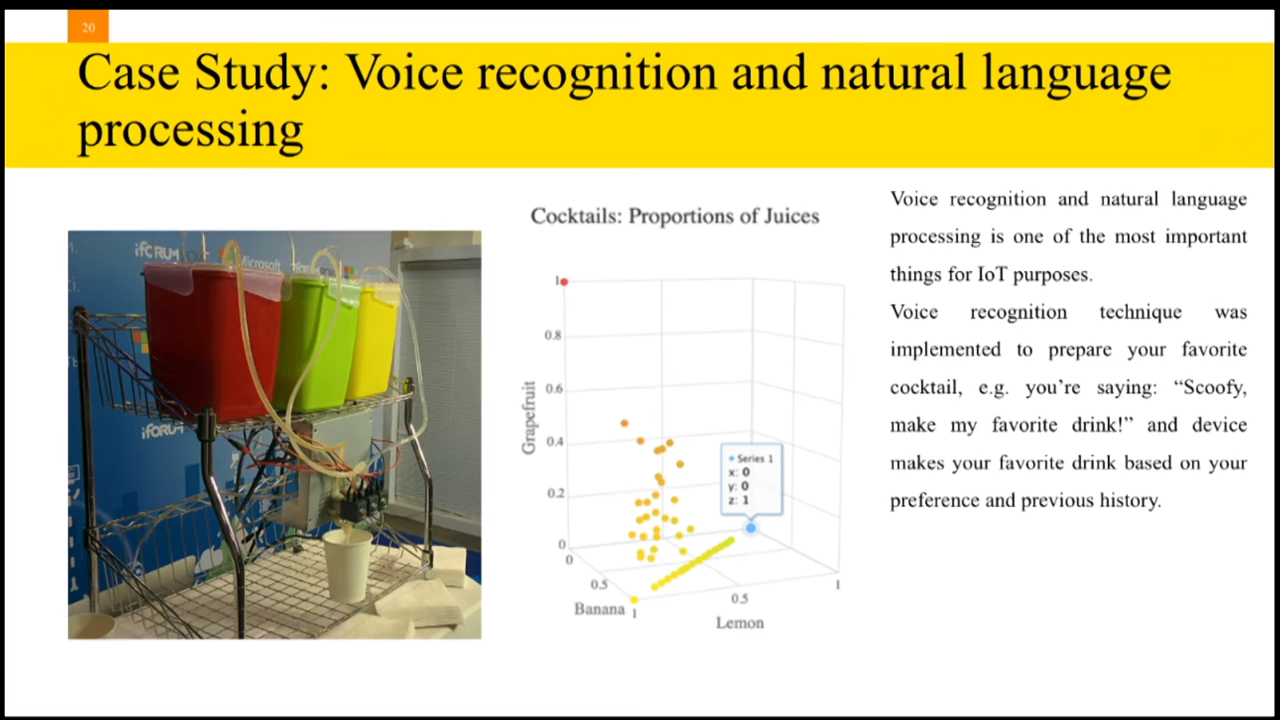 20
Case Study: Voice recognition and natural language
processing
ifCRUM
Microsoft
iforum
Cocktails: Proportions of Juices
1
0.8
0.6
0.4
0.2
0
Grapefruit
0
0.5
1
Banana
0.5
1
Lemon
Series 1
x: 0
y: 0
z: 1
Voice recognition and natural language
processing is one of the most important
things for IoT purposes.
Voice recognition technique was
implemented to prepare your favorite
cocktail, e.g. you’re saying: “Scoofy,
make my favorite drink!” and device
makes your favorite drink based on your
preference and previous history.